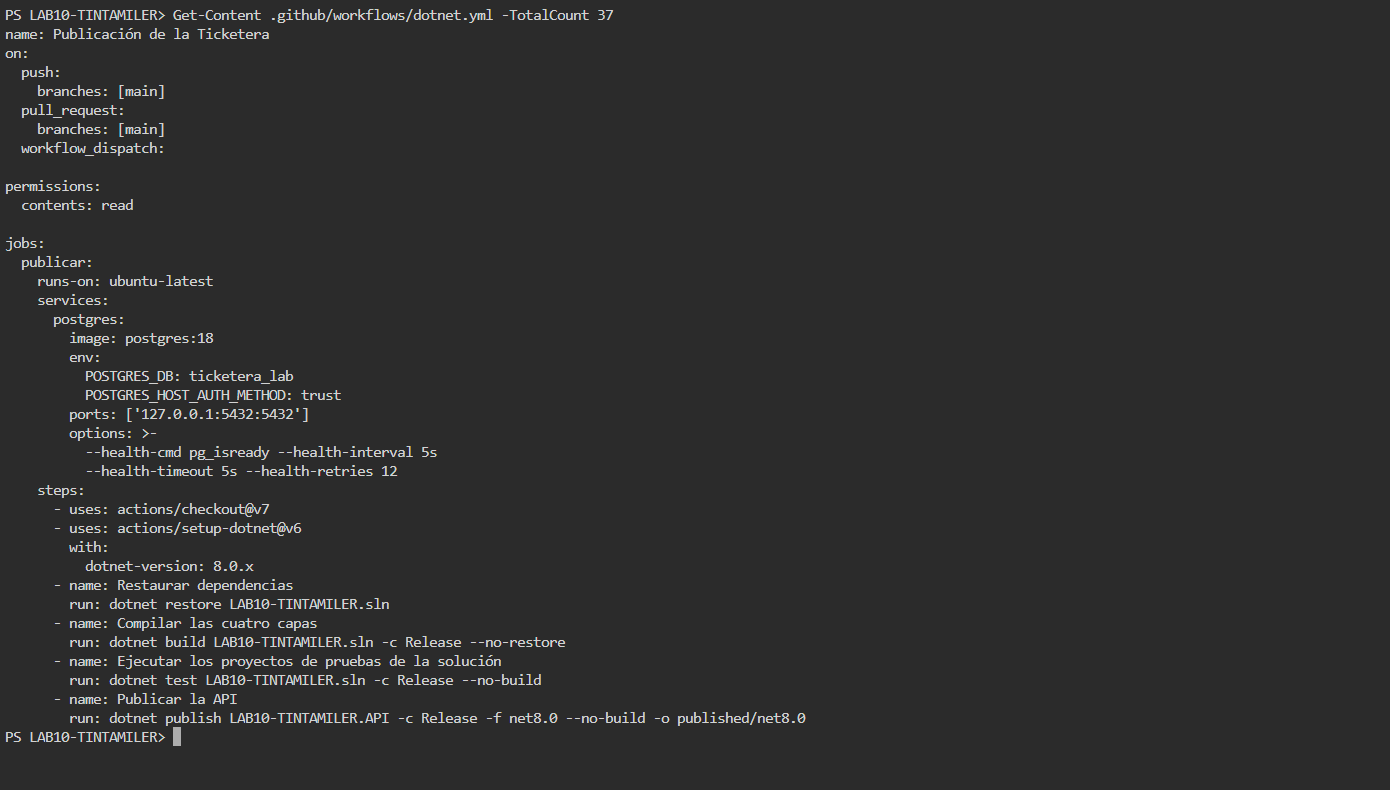 PS LAB10-TINTAMILER> Get-Content .github/workflows/dotnet.yml -TotalCount 37
name: Publicación de la Ticketera
on:
  push:
    branches: [main]
  pull_request:
    branches: [main]
  workflow_dispatch:

permissions:
  contents: read

jobs:
  publicar:
    runs-on: ubuntu-latest
    services:
      postgres:
        image: postgres:18
        env:
          POSTGRES_DB: ticketera_lab
          POSTGRES_HOST_AUTH_METHOD: trust
        ports: ['127.0.0.1:5432:5432']
        options: >-
          --health-cmd pg_isready --health-interval 5s
          --health-timeout 5s --health-retries 12
    steps:
      - uses: actions/checkout@v7
      - uses: actions/setup-dotnet@v6
        with:
          dotnet-version: 8.0.x
      - name: Restaurar dependencias
        run: dotnet restore LAB10-TINTAMILER.sln
      - name: Compilar las cuatro capas
        run: dotnet build LAB10-TINTAMILER.sln -c Release --no-restore
      - name: Ejecutar los proyectos de pruebas de la solución
        run: dotnet test LAB10-TINTAMILER.sln -c Release --no-build
      - name: Publicar la API
        run: dotnet publish LAB10-TINTAMILER.API -c Release -f net8.0 --no-build -o published/net8.0
PS LAB10-TINTAMILER>